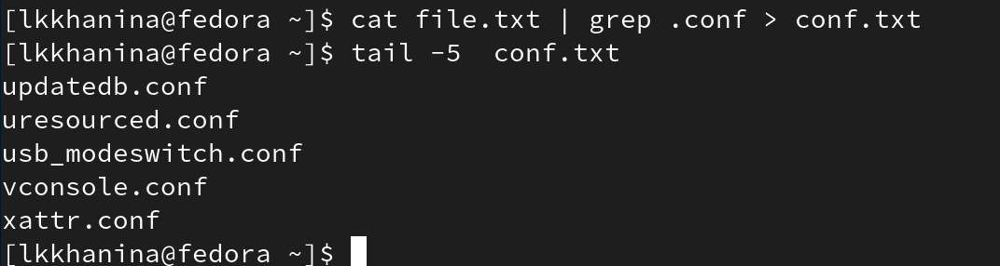 [lkkhanina@fedora ~]$ cat file.txt | grep .conf > conf.txt
[lkkhanina@fedora ~]$ tail -5  conf.txt
updatedb.conf
uresourced.conf
usb_modeswitch.conf
vconsole.conf
xattr.conf
[lkkhanina@fedora ~]$